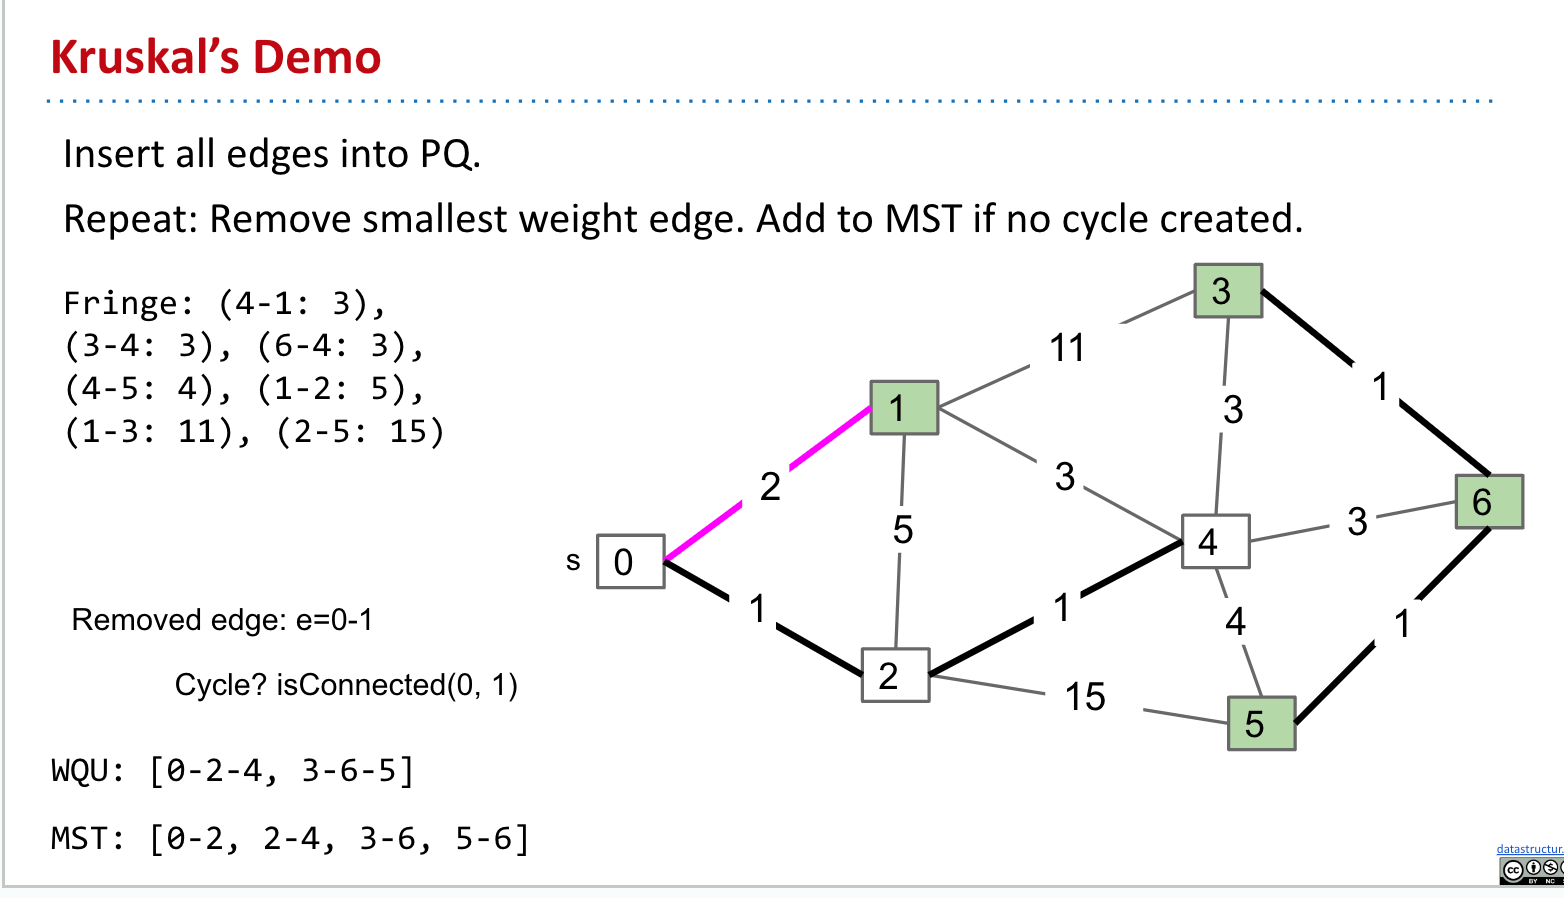 Kruskal's Demo
Insert all edges into PQ.
Repeat: Remove smallest weight edge. Add to MST if no cycle created.
Fringe: (4-1: 3),
(3-4: 3), (6-4: 3),
(4-5: 4), (1-2: 5),
(1-3: 11), (2-5: 15)
3
11
1
1
3
2
3
5
6
3
4
s
0
1
1
4
1
2
15
5
Removed edge: e=0-1
Cycle? isConnected(0, 1)
WQU: [0-2-4, 3-6-5]
MST: [0-2, 2-4, 3-6, 5-6]
datastructur.
cc
BY NC